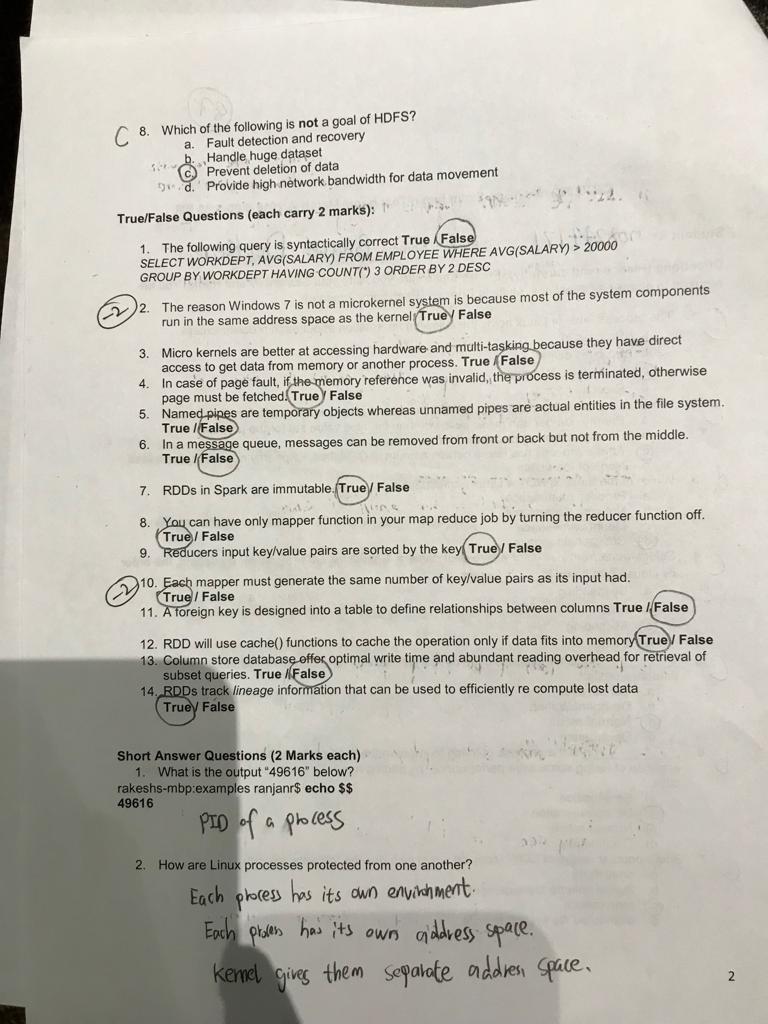 C 8. Which of the following is not a goal of HDFS?
a. Fault detection and recovery
b. Handle huge dataset
c. Prevent deletion of data
d. Provide high network bandwidth for data movement
True/False Questions (each carry 2 marks):
1. The following query is syntactically correct True / False
SELECT WORKDEPT, AVG(SALARY) FROM EMPLOYEE WHERE AVG(SALARY) > 20000
GROUP BY WORKDEPT HAVING COUNT(*) 3 ORDER BY 2 DESC
-2 2. The reason Windows 7 is not a microkernel system is because most of the system components
run in the same address space as the kernel True / False
3. Micro kernels are better at accessing hardware and multi-tasking because they have direct
access to get data from memory or another process. True / False
4. In case of page fault, if the memory reference was invalid, the process is terminated, otherwise
page must be fetched. True / False
5. Named pipes are temporary objects whereas unnamed pipes are actual entities in the file system.
True / False
6. In a message queue, messages can be removed from front or back but not from the middle.
True / False
7. RDDs in Spark are immutable. True / False
8. You can have only mapper function in your map reduce job by turning the reducer function off.
True / False
9. Reducers input key/value pairs are sorted by the key True / False
-2 10. Each mapper must generate the same number of key/value pairs as its input had.
True / False
11. A foreign key is designed into a table to define relationships between columns True / False
12. RDD will use cache() functions to cache the operation only if data fits into memory True / False
13. Column store database offer optimal write time and abundant reading overhead for retrieval of
subset queries. True / False
14. RDDs track lineage information that can be used to efficiently re compute lost data
True / False
Short Answer Questions (2 Marks each)
1. What is the output "49616" below?
rakeshs-mbp:examples ranjanr$ echo $$
49616
PID of a process
2. How are Linux processes protected from one another?
Each process has its own environment.
Each process has its own address space.
kernel gives them separate address space.
2